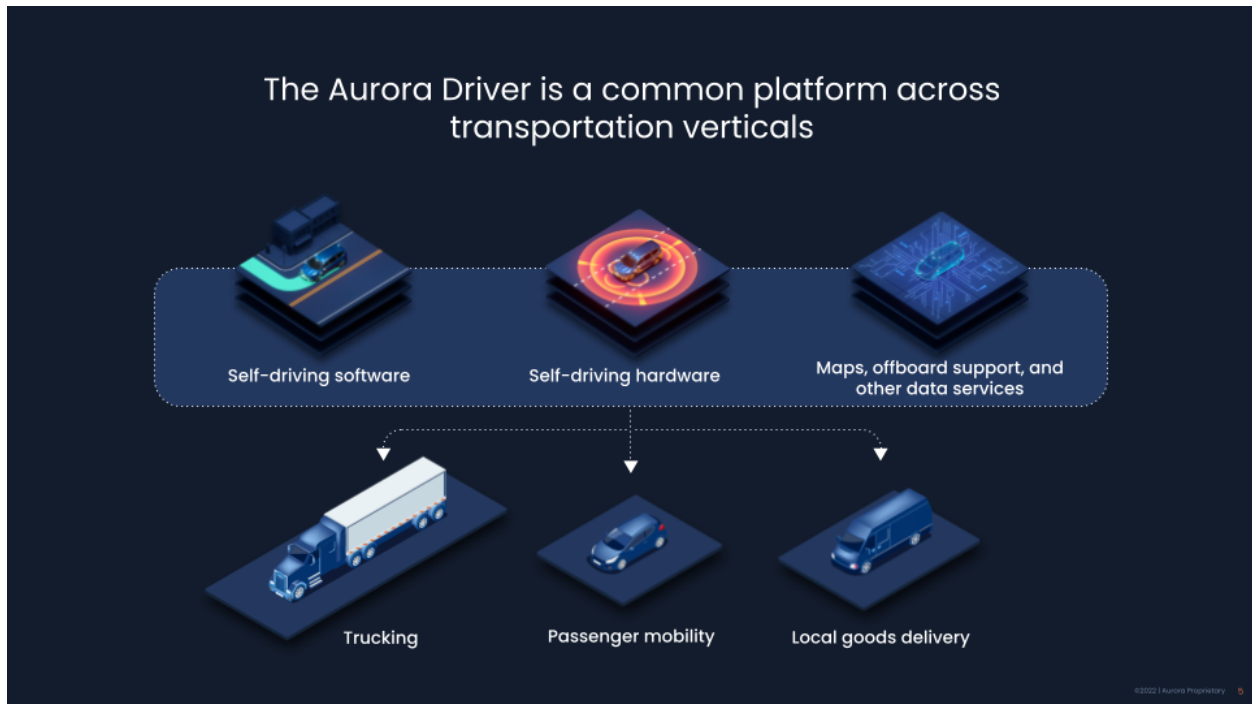 The Aurora Driver is a common platform across
transportation verticals
Self-driving software
Self-driving hardware
Maps, offboard support, and
other data services
Trucking
Passenger mobility
Local goods delivery
©2022 | Aurora Proprietary 5